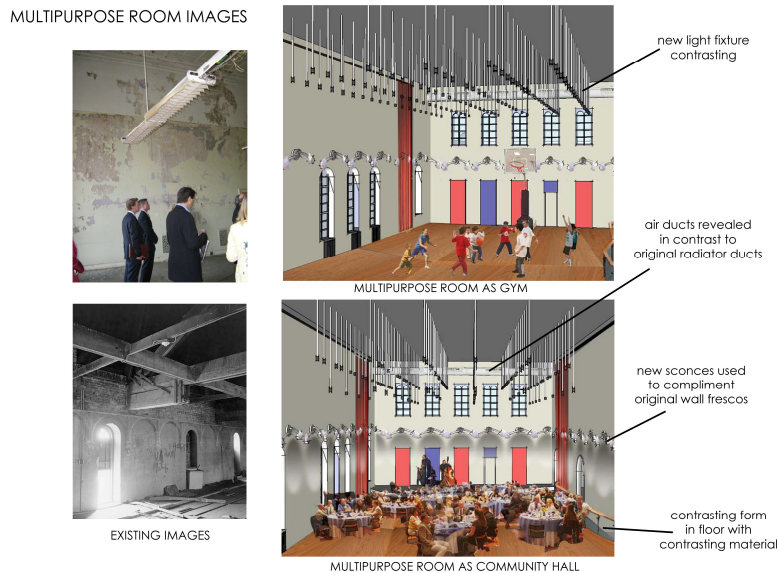 MULTIPURPOSE ROOM IMAGES
new light fixture
contrasting
MULTIPURPOSE ROOM AS GYM
air ducts revealed
in contrast to
original radiator ducts
new sconces used
to compliment
original wall frescos
EXISTING IMAGES
contrasting form
in floor with
contrasting material
MULTIPURPOSE ROOM AS COMMUNITY HALL